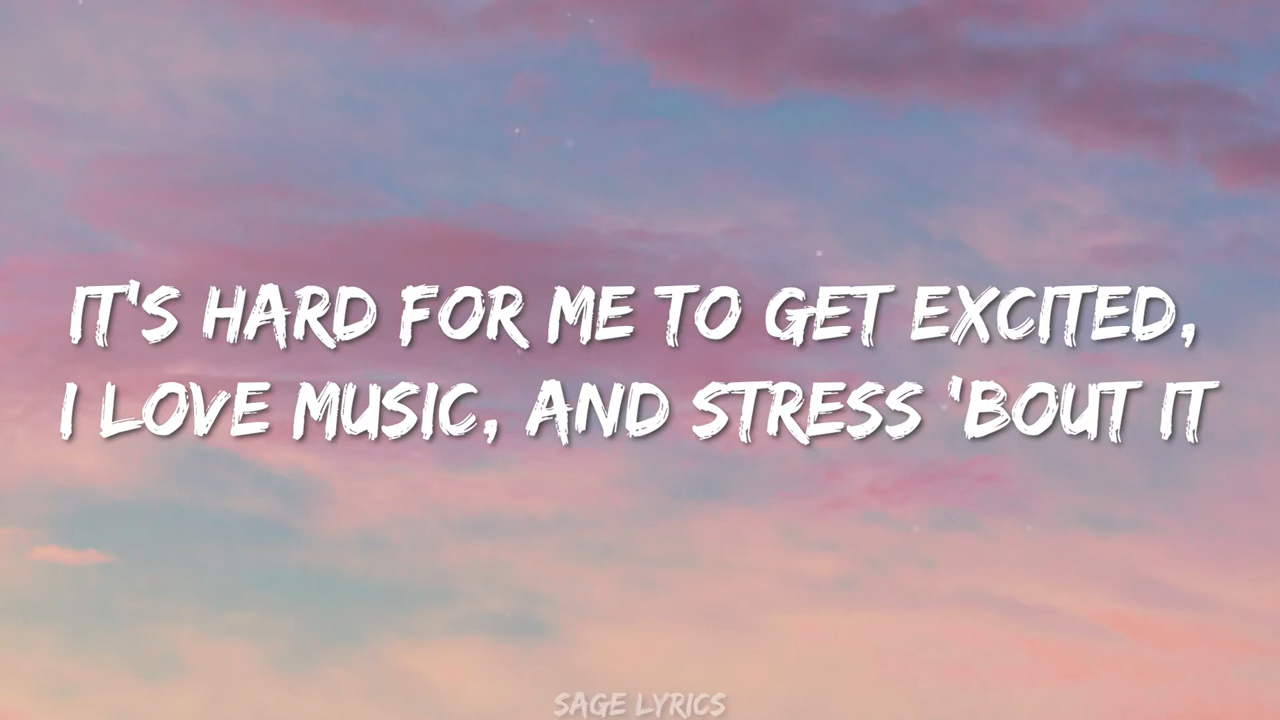 IT'S HARD FOR ME TO GET EXCITED,
I LOVE MUSIC, AND STRESS 'BOUT IT
SAGE LYRICS